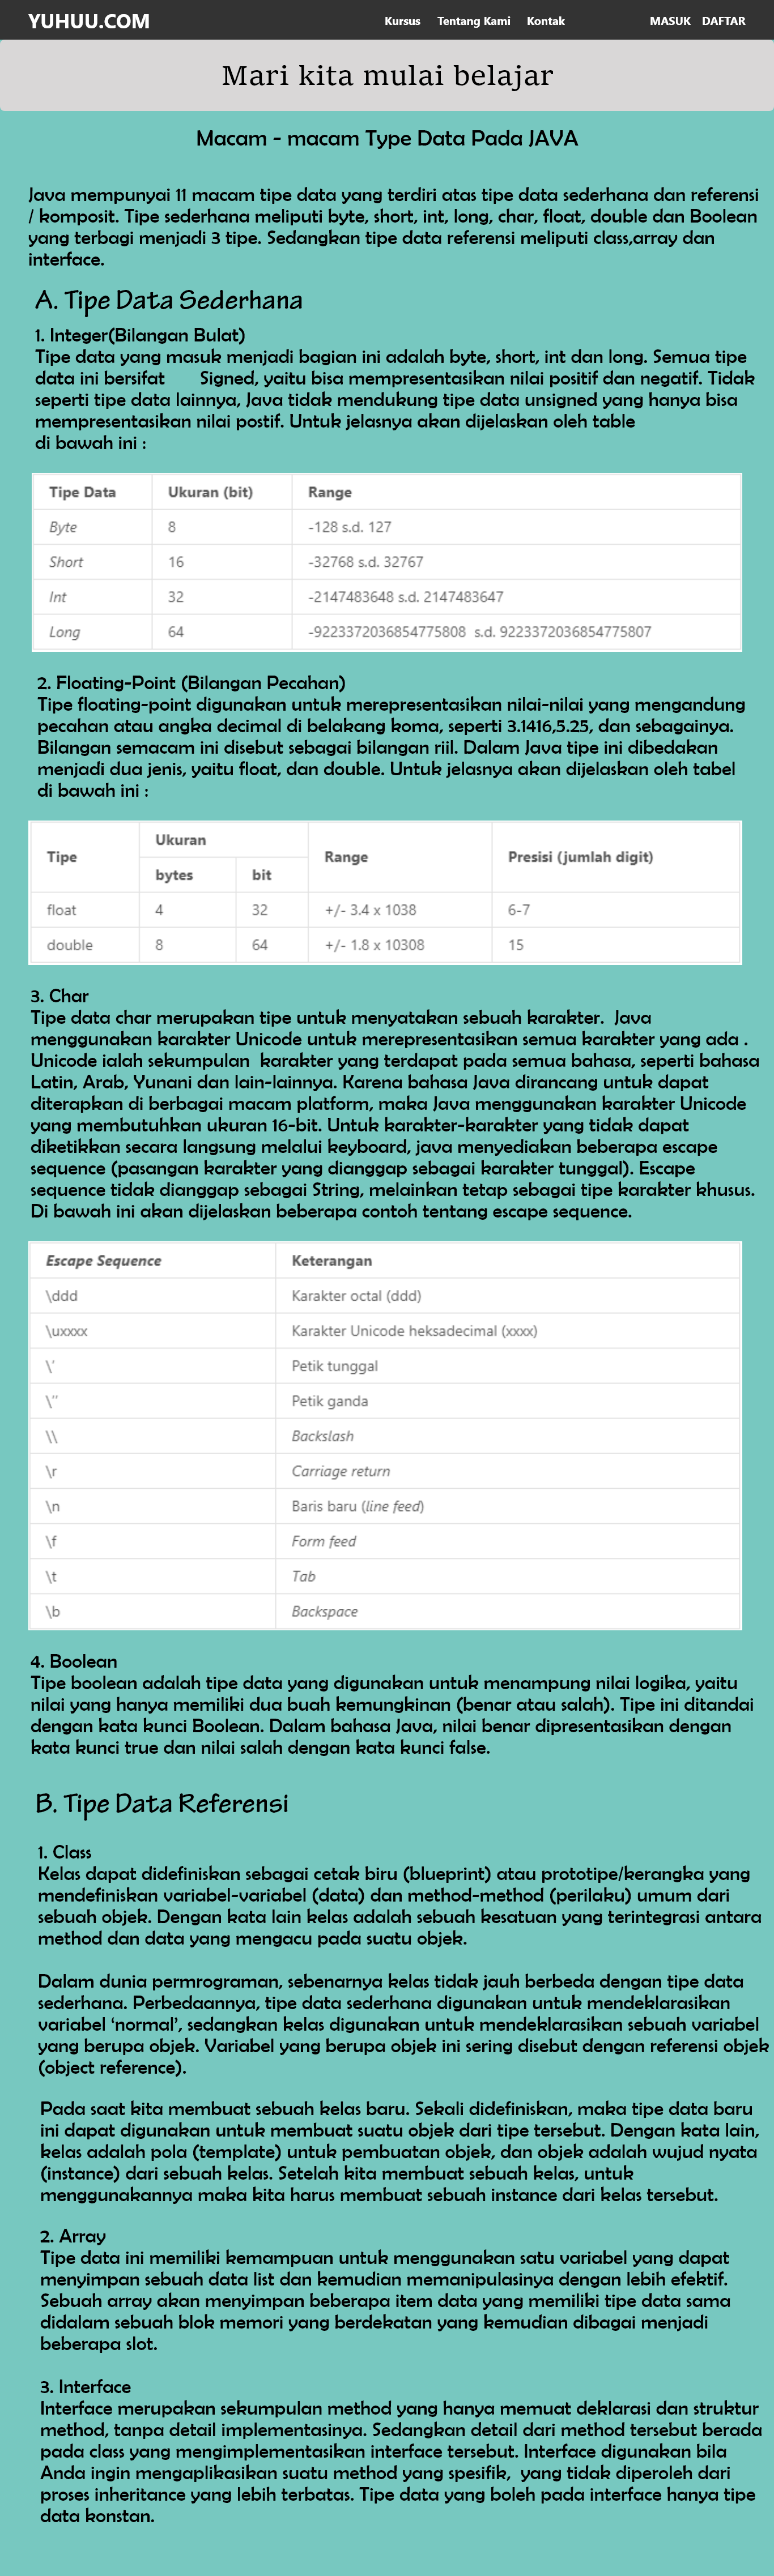 YUHUU.COM Kursus Tentang Kami Kontak MASUK DAFTAR
Mari kita mulai belajar
Macam - macam Type Data Pada JAVA
Java mempunyai 11 macam tipe data yang terdiri atas tipe data sederhana dan referensi
/ komposit. Tipe sederhana meliputi byte, short, int, long, char, float, double dan Boolean
yang terbagi menjadi 3 tipe. Sedangkan tipe data referensi meliputi class,array dan
interface.
A. Tipe Data Sederhana
1. Integer(Bilangan Bulat)
Tipe data yang masuk menjadi bagian ini adalah byte, short, int dan long. Semua tipe
data ini bersifat Signed, yaitu bisa mempresentasikan nilai positif dan negatif. Tidak
seperti tipe data lainnya, Java tidak mendukung tipe data unsigned yang hanya bisa
mempresentasikan nilai postif. Untuk jelasnya akan dijelaskan oleh table
di bawah ini :
Tipe Data Ukuran (bit) Range
Byte 8 -128 s.d. 127
Short 16 -32768 s.d. 32767
Int 32 -2147483648 s.d. 2147483647
Long 64 -9223372036854775808 s.d. 9223372036854775807
2. Floating-Point (Bilangan Pecahan)
Tipe floating-point digunakan untuk merepresentasikan nilai-nilai yang mengandung
pecahan atau angka decimal di belakang koma, seperti 3.1416,5.25, dan sebagainya.
Bilangan semacam ini disebut sebagai bilangan riil. Dalam Java tipe ini dibedakan
menjadi dua jenis, yaitu float, dan double. Untuk jelasnya akan dijelaskan oleh tabel
di bawah ini :
Tipe Ukuran Range Presisi (jumlah digit)
bytes bit
float 4 32 +/- 3.4 x 1038 6-7
double 8 64 +/- 1.8 x 10308 15
3. Char
Tipe data char merupakan tipe untuk menyatakan sebuah karakter. Java
menggunakan karakter Unicode untuk merepresentasikan semua karakter yang ada .
Unicode ialah sekumpulan karakter yang terdapat pada semua bahasa, seperti bahasa
Latin, Arab, Yunani dan lain-lainnya. Karena bahasa Java dirancang untuk dapat
diterapkan di berbagai macam platform, maka Java menggunakan karakter Unicode
yang membutuhkan ukuran 16-bit. Untuk karakter-karakter yang tidak dapat
diketikkan secara langsung melalui keyboard, java menyediakan beberapa escape
sequence (pasangan karakter yang dianggap sebagai karakter tunggal). Escape
sequence tidak dianggap sebagai String, melainkan tetap sebagai tipe karakter khusus.
Di bawah ini akan dijelaskan beberapa contoh tentang escape sequence.
Escape Sequence Keterangan
\ddd Karakter octal (ddd)
\uxxxx Karakter Unicode heksadecimal (xxxx)
\’ Petik tunggal
\” Petik ganda
\\ Backslash
\r Carriage return
\n Baris baru (line feed)
\f Form feed
\t Tab
\b Backspace
4. Boolean
Tipe boolean adalah tipe data yang digunakan untuk menampung nilai logika, yaitu
nilai yang hanya memiliki dua buah kemungkinan (benar atau salah). Tipe ini ditandai
dengan kata kunci Boolean. Dalam bahasa Java, nilai benar dipresentasikan dengan
kata kunci true dan nilai salah dengan kata kunci false.
B. Tipe Data Referensi
1. Class
Kelas dapat didefiniskan sebagai cetak biru (blueprint) atau prototipe/kerangka yang
mendefiniskan variabel-variabel (data) dan method-method (perilaku) umum dari
sebuah objek. Dengan kata lain kelas adalah sebuah kesatuan yang terintegrasi antara
method dan data yang mengacu pada suatu objek.
Dalam dunia permrograman, sebenarnya kelas tidak jauh berbeda dengan tipe data
sederhana. Perbedaannya, tipe data sederhana digunakan untuk mendeklarasikan
variabel ‘normal’, sedangkan kelas digunakan untuk mendeklarasikan sebuah variabel
yang berupa objek. Variabel yang berupa objek ini sering disebut dengan referensi objek
(object reference).
Pada saat kita membuat sebuah kelas baru. Sekali didefiniskan, maka tipe data baru
ini dapat digunakan untuk membuat suatu objek dari tipe tersebut. Dengan kata lain,
kelas adalah pola (template) untuk pembuatan objek, dan objek adalah wujud nyata
(instance) dari sebuah kelas. Setelah kita membuat sebuah kelas, untuk
menggunakannya maka kita harus membuat sebuah instance dari kelas tersebut.
2. Array
Tipe data ini memiliki kemampuan untuk menggunakan satu variabel yang dapat
menyimpan sebuah data list dan kemudian memanipulasinya dengan lebih efektif.
Sebuah array akan menyimpan beberapa item data yang memiliki tipe data sama
didalam sebuah blok memori yang berdekatan yang kemudian dibagai menjadi
beberapa slot.
3. Interface
Interface merupakan sekumpulan method yang hanya memuat deklarasi dan struktur
method, tanpa detail implementasinya. Sedangkan detail dari method tersebut berada
pada class yang mengimplementasikan interface tersebut. Interface digunakan bila
Anda ingin mengaplikasikan suatu method yang spesifik, yang tidak diperoleh dari
proses inheritance yang lebih terbatas. Tipe data yang boleh pada interface hanya tipe
data konstan.